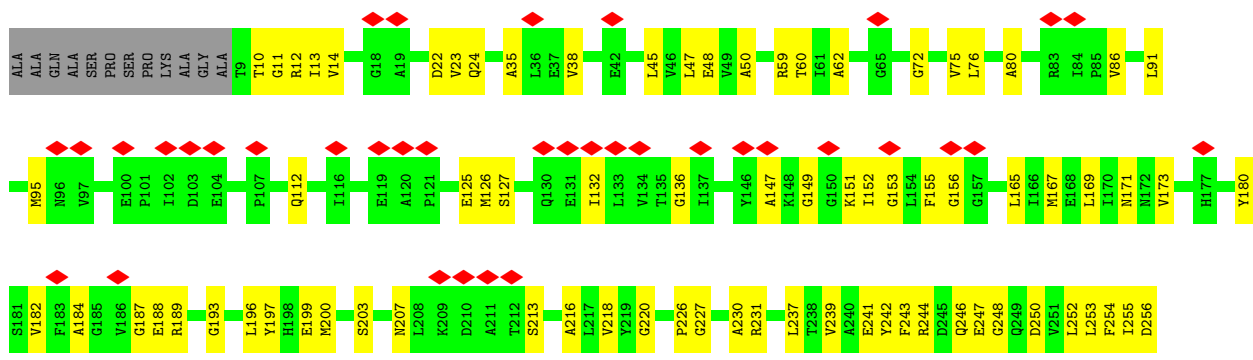 ALA ALA GLN ALA SER PRO SER PRO LYS ALA GLY ALA T9 T10 G11 R12 I13 V14 G18 A19 D22 V23 Q24 A35 L36 E37 V38 E42 L45 V46 L47 E48 V49 A50 R59 T60 I61 A62 G65 G72 V75 L76 A80 R83 I84 P85 V86 L91
M95 N96 V97 E100 P101 I102 D103 E104 P107 Q112 I116 E119 A120 P121 E125 M126 S127 Q130 E131 I132 L133 V134 T135 G136 I137 Y146 A147 K148 G149 G150 K151 I152 G153 L154 F155 G156 G157 L165 I166 M167 E168 L169 I170 N171 N172 V173 H177 Y180
S181 V182 F183 A184 G185 V186 G187 E188 R189 G193 L196 Y197 H198 E199 M200 S203 N207 L208 K209 D210 A211 T212 S213 A216 L217 V218 V219 G220 P226 G227 A230 R231 L237 T238 V239 A240 E241 Y242 F243 R244 D245 Q246 E247 G248 Q249 D250 V251 L252 L253 F254 I255 D256